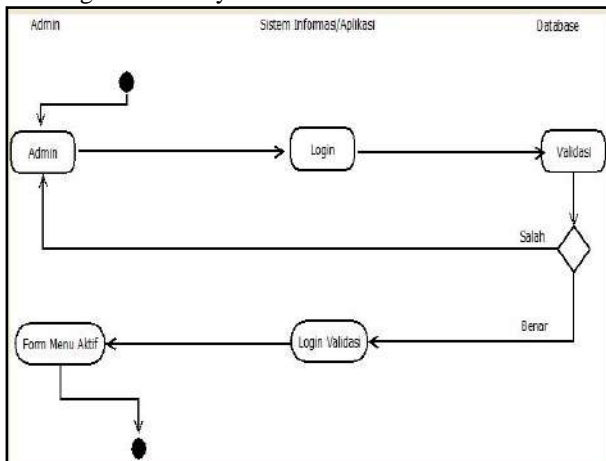 Admin Sistem Informasi/Aplikasi Database
Admin Login Validasi
Salah
Benar
Form Menu Aktif Login Validasi